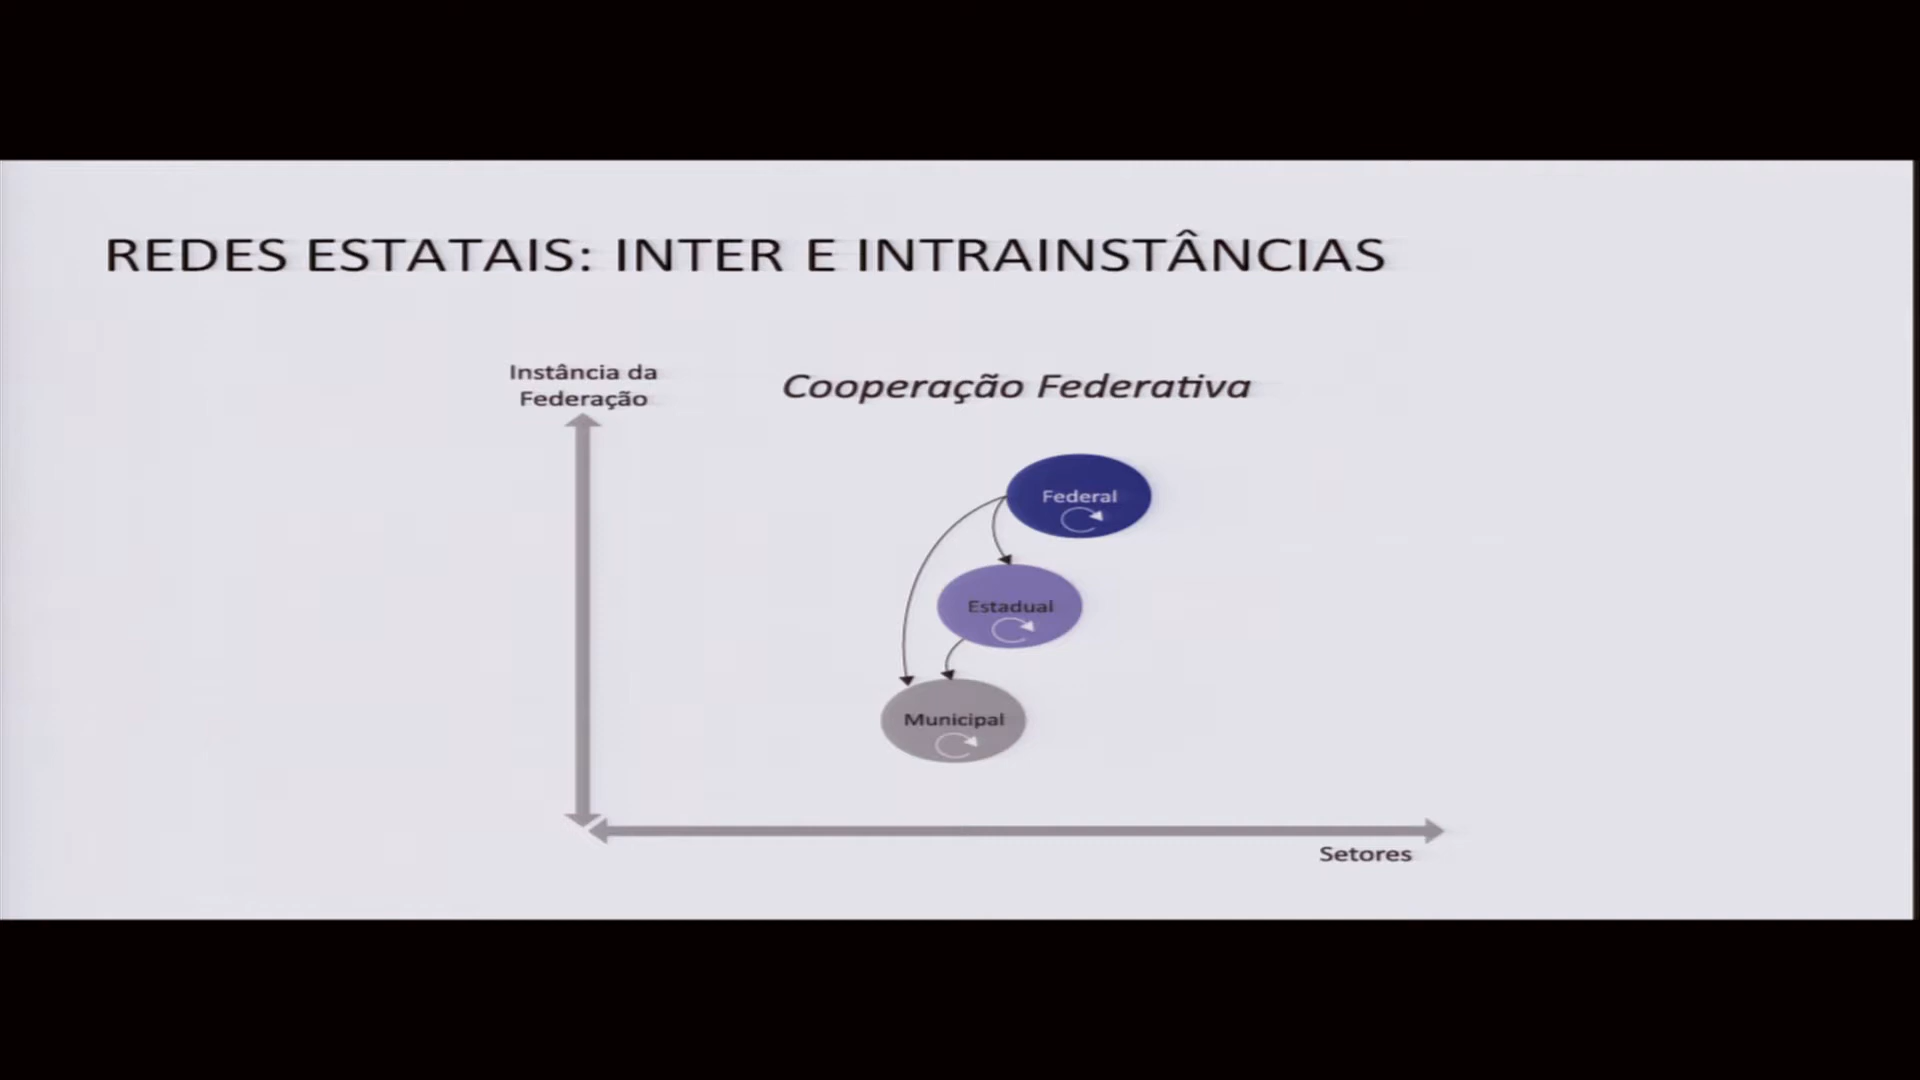 REDES ESTATAIS: INTER E INTRAINSTÂNCIAS
Instância da
Federação
Cooperação Federativa
Federal
Estadual
Municipal
Setores